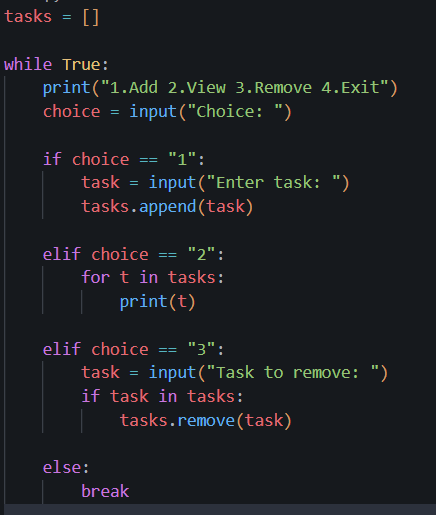 tasks = []
while True:
    print("1.Add 2.View 3.Remove 4.Exit")
    choice = input("Choice: ")
    if choice == "1":
        task = input("Enter task: ")
        tasks.append(task)
    elif choice == "2":
        for t in tasks:
            print(t)
    elif choice == "3":
        task = input("Task to remove: ")
        if task in tasks:
            tasks.remove(task)
    else:
        break